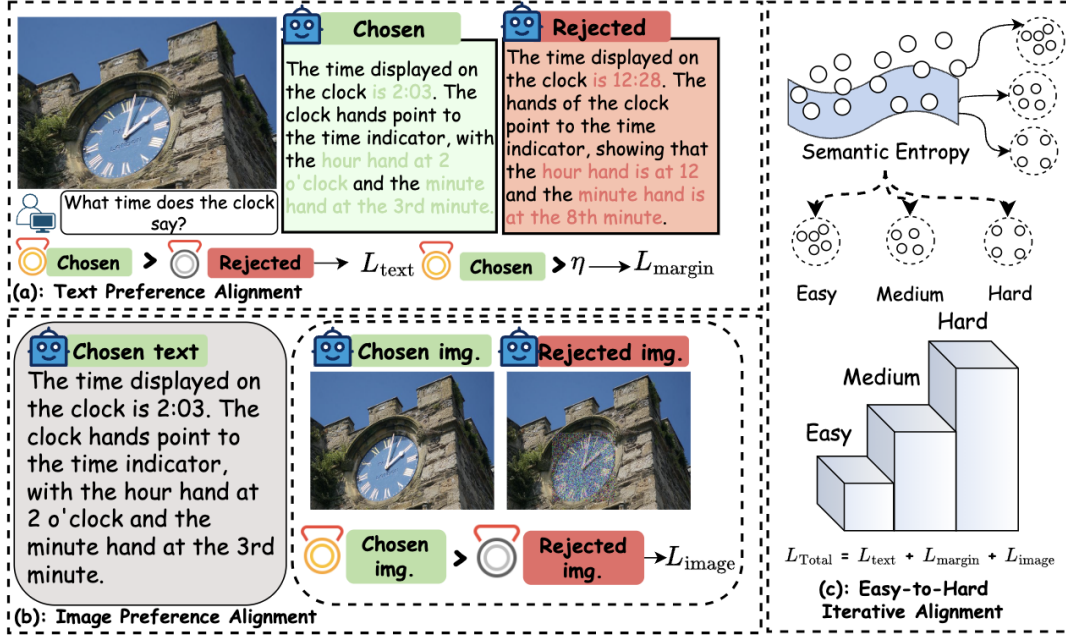 Chosen
The time displayed on
the clock is 2:03. The
clock hands point to
the time indicator, with
the hour hand at 2
o'clock and the minute
hand at the 3rd minute.
Rejected
The time displayed on
the clock is 12:28. The
hands of the clock
point to the time
indicator, showing that
the hour hand is at 12
and the minute hand is
at the 8th minute.
What time does the clock
say?
Chosen > Rejected → L_text Chosen > η → L_margin
(a): Text Preference Alignment
Chosen text
The time displayed on
the clock is 2:03. The
clock hands point to
the time indicator,
with the hour hand at
2 o'clock and the
minute hand at the 3rd
minute.
Chosen img. Rejected img.
Chosen
img.
>
Rejected
img.
→ L_image
(b): Image Preference Alignment
Semantic Entropy
Easy Medium Hard
Hard
Medium
Easy
L_Total = L_text + L_margin + L_image
(c): Easy-to-Hard
Iterative Alignment